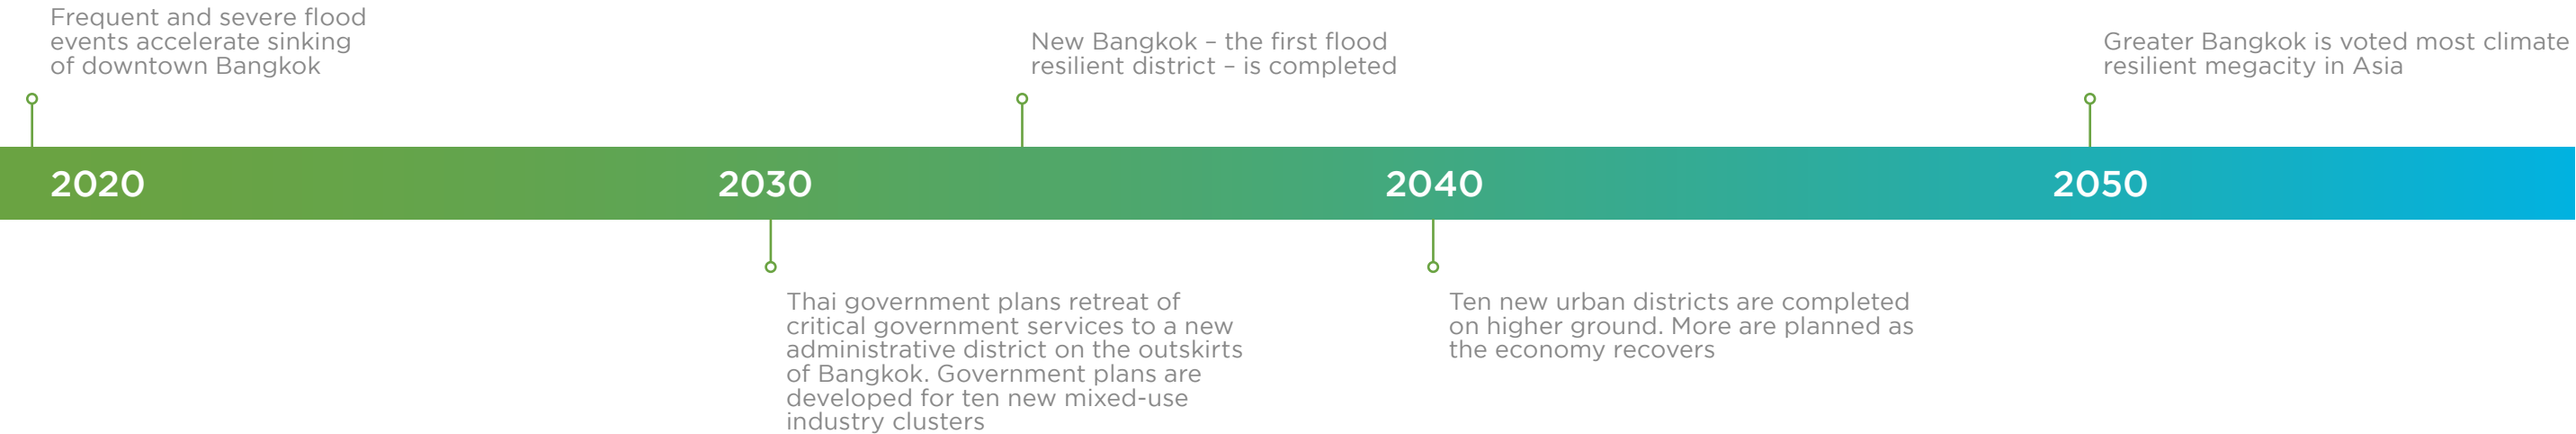 Frequent and severe flood
events accelerate sinking
of downtown Bangkok
New Bangkok – the first flood
resilient district – is completed
Greater Bangkok is voted most climate
resilient megacity in Asia
2020
2030
2040
2050
Thai government plans retreat of
critical government services to a new
administrative district on the outskirts
of Bangkok. Government plans are
developed for ten new mixed-use
industry clusters
Ten new urban districts are completed
on higher ground. More are planned as
the economy recovers